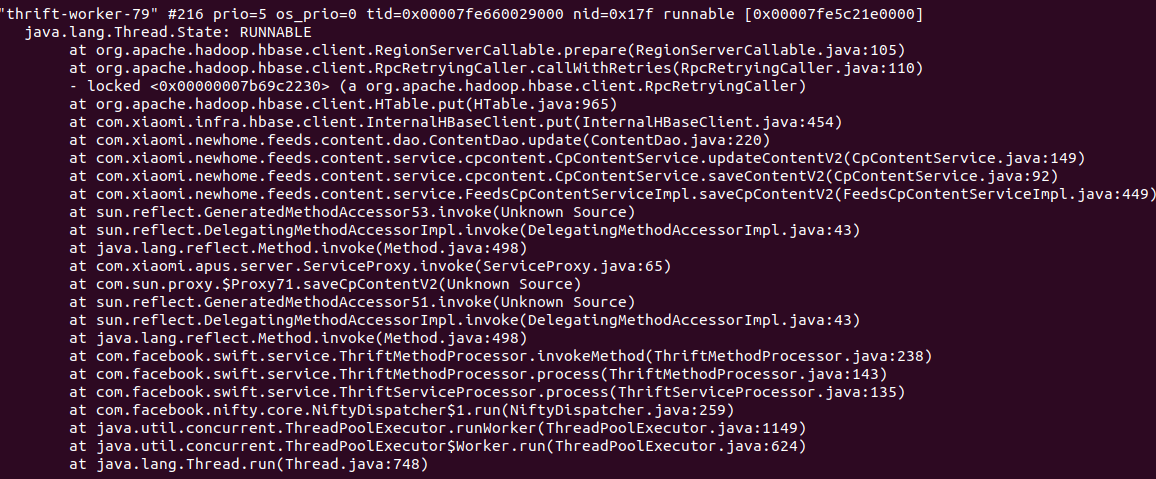 "thrift-worker-79" #216 prio=5 os_prio=0 tid=0x00007fe660029000 nid=0x17f runnable [0x00007fe5c21e0000]
java.lang.Thread.State: RUNNABLE
at org.apache.hadoop.hbase.client.RegionServerCallable.prepare(RegionServerCallable.java:105)
at org.apache.hadoop.hbase.client.RpcRetryingCaller.callWithRetries(RpcRetryingCaller.java:110)
- locked <0x00000007b69c2230> (a org.apache.hadoop.hbase.client.RpcRetryingCaller)
at org.apache.hadoop.hbase.client.HTable.put(HTable.java:965)
at com.xiaomi.infra.hbase.client.InternalHBaseClient.put(InternalHBaseClient.java:454)
at com.xiaomi.newhome.feeds.content.dao.ContentDao.update(ContentDao.java:220)
at com.xiaomi.newhome.feeds.content.service.cpcontent.CpContentService.updateContentV2(CpContentService.java:149)
at com.xiaomi.newhome.feeds.content.service.cpcontent.CpContentService.saveContentV2(CpContentService.java:92)
at com.xiaomi.newhome.feeds.content.service.FeedsCpContentServiceImpl.saveCpContentV2(FeedsCpContentServiceImpl.java:449)
at sun.reflect.GeneratedMethodAccessor53.invoke(Unknown Source)
at sun.reflect.DelegatingMethodAccessorImpl.invoke(DelegatingMethodAccessorImpl.java:43)
at java.lang.reflect.Method.invoke(Method.java:498)
at com.xiaomi.apus.server.ServiceProxy.invoke(ServiceProxy.java:65)
at com.sun.proxy.$Proxy71.saveCpContentV2(Unknown Source)
at sun.reflect.GeneratedMethodAccessor51.invoke(Unknown Source)
at sun.reflect.DelegatingMethodAccessorImpl.invoke(DelegatingMethodAccessorImpl.java:43)
at java.lang.reflect.Method.invoke(Method.java:498)
at com.facebook.swift.service.ThriftMethodProcessor.invokeMethod(ThriftMethodProcessor.java:238)
at com.facebook.swift.service.ThriftMethodProcessor.process(ThriftMethodProcessor.java:143)
at com.facebook.swift.service.ThriftServiceProcessor.process(ThriftServiceProcessor.java:135)
at com.facebook.nifty.core.NiftyDispatcher$1.run(NiftyDispatcher.java:259)
at java.util.concurrent.ThreadPoolExecutor.runWorker(ThreadPoolExecutor.java:1149)
at java.util.concurrent.ThreadPoolExecutor$Worker.run(ThreadPoolExecutor.java:624)
at java.lang.Thread.run(Thread.java:748)